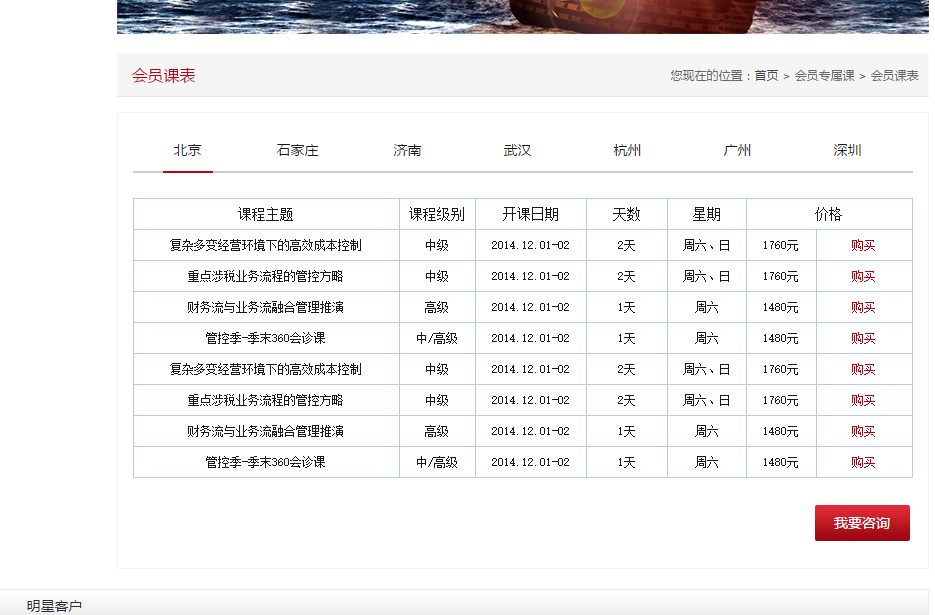 会员课表
您现在的位置：首页 > 会员专属课 > 会员课表
北京 石家庄 济南 武汉 杭州 广州 深圳
课程主题 课程级别 开课日期 天数 星期 价格
复杂多变经营环境下的高效成本控制 中级 2014.12.01-02 2天 周六、日 1760元 购买
重点涉税业务流程的管控方略 中级 2014.12.01-02 2天 周六、日 1760元 购买
财务流与业务流融合管理推演 高级 2014.12.01-02 1天 周六 1480元 购买
管控季-季末360会诊课 中/高级 2014.12.01-02 1天 周六 1480元 购买
复杂多变经营环境下的高效成本控制 中级 2014.12.01-02 2天 周六、日 1760元 购买
重点涉税业务流程的管控方略 中级 2014.12.01-02 2天 周六、日 1760元 购买
财务流与业务流融合管理推演 高级 2014.12.01-02 1天 周六 1480元 购买
管控季-季末360会诊课 中/高级 2014.12.01-02 1天 周六 1480元 购买
我要咨询
明星客户